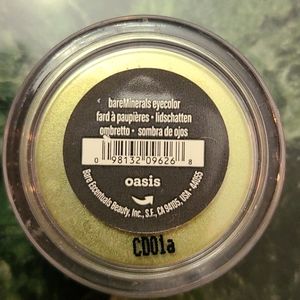 bareMinerals eyecolor
fard à paupières • lidschatten
ombretto • sombra de ojos
0 98132 09626 8
oasis
Bare Escentuals Beauty, Inc., S.F., CA 94105, USA • 04055
CD01a